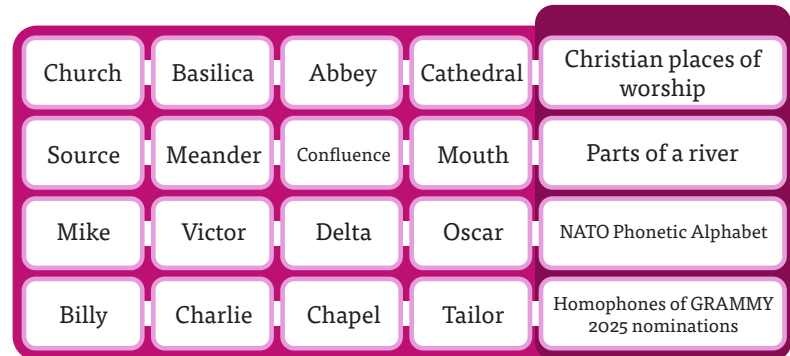 Church Basilica Abbey Cathedral Christian places of
worship
Source Meander Confluence Mouth Parts of a river
Mike Victor Delta Oscar NATO Phonetic Alphabet
Billy Charlie Chapel Tailor Homophones of GRAMMY
2025 nominations